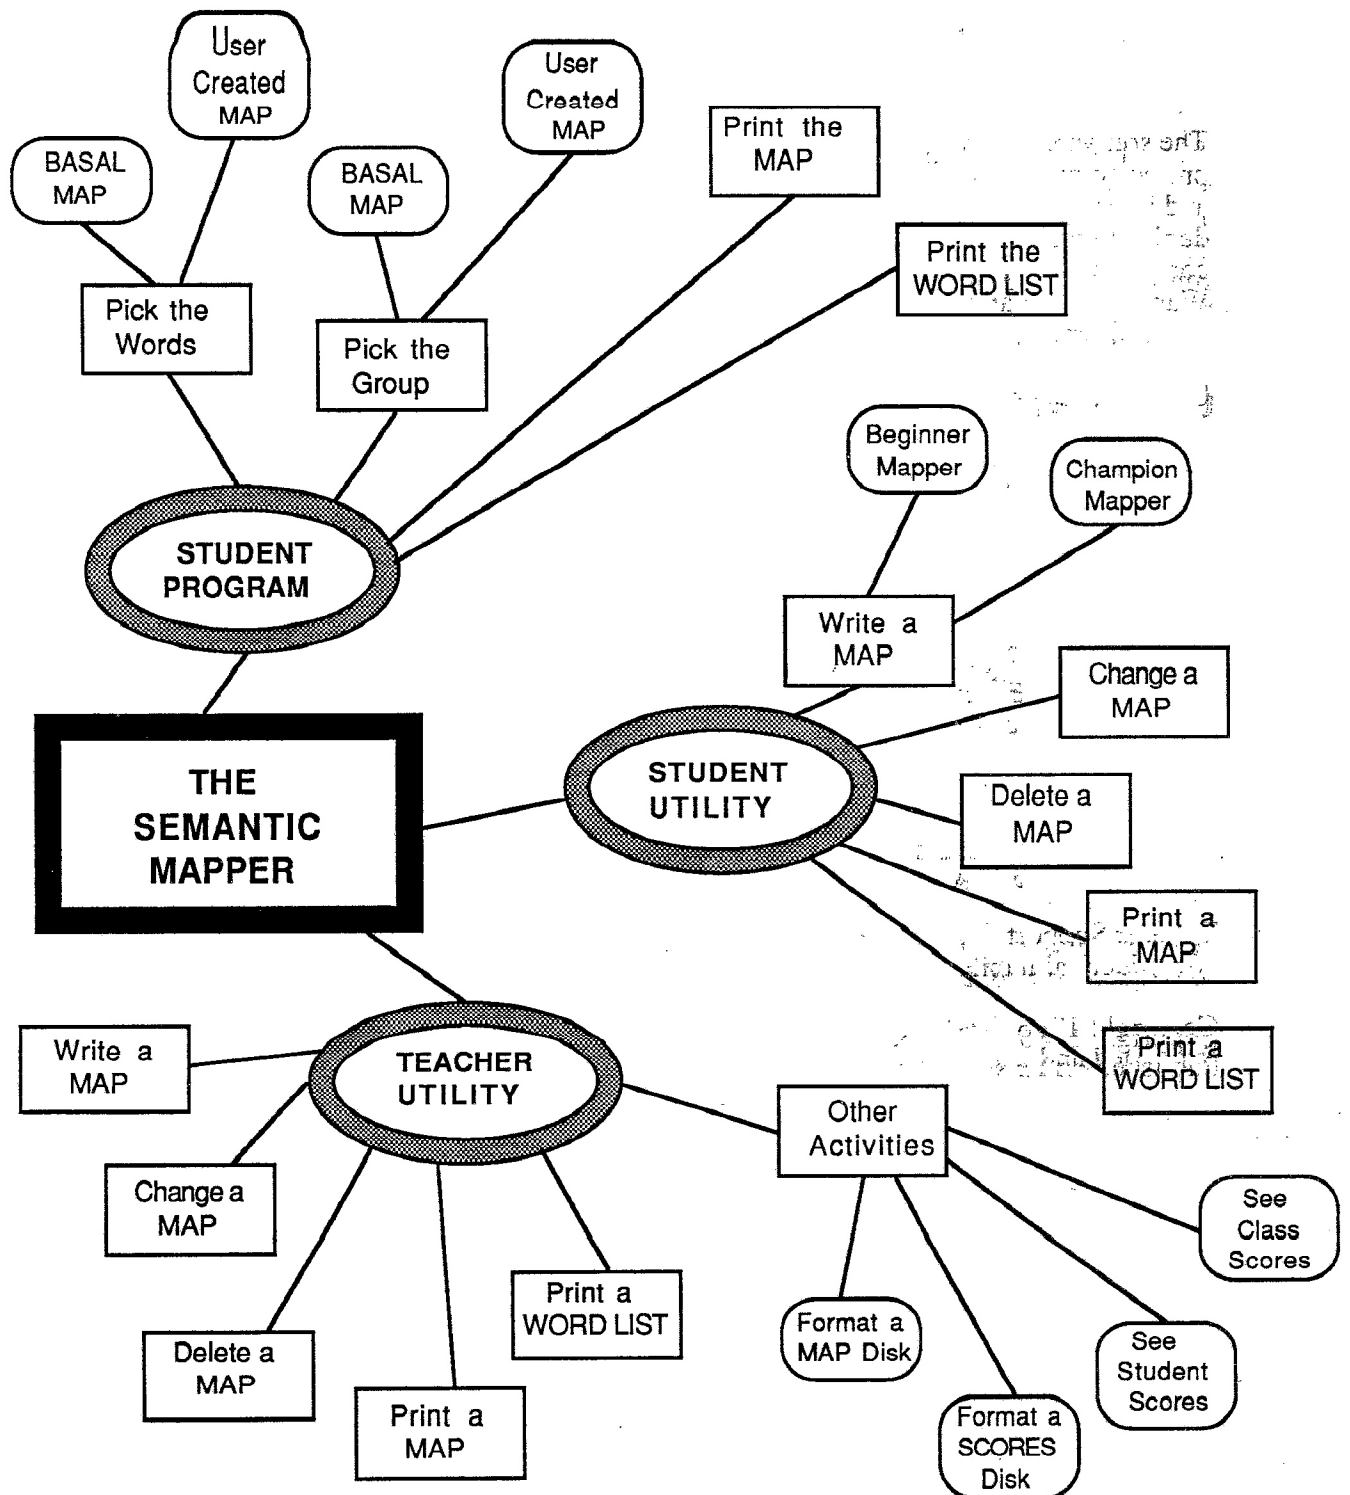 User
Created
MAP
User
Created
MAP
BASAL
MAP
BASAL
MAP
Print the
MAP
Print the
WORD LIST
Pick the
Words
Pick the
Group
Beginner
Mapper
Champion
Mapper
STUDENT
PROGRAM
Write a
MAP
Change a
MAP
THE
SEMANTIC
MAPPER
STUDENT
UTILITY
Delete a
MAP
Print a
MAP
Print a
WORD LIST
Write a
MAP
TEACHER
UTILITY
Other
Activities
Change a
MAP
See
Class
Scores
Print a
WORD LIST
Format a
MAP Disk
See
Student
Scores
Delete a
MAP
Print a
MAP
Format a
SCORES
Disk